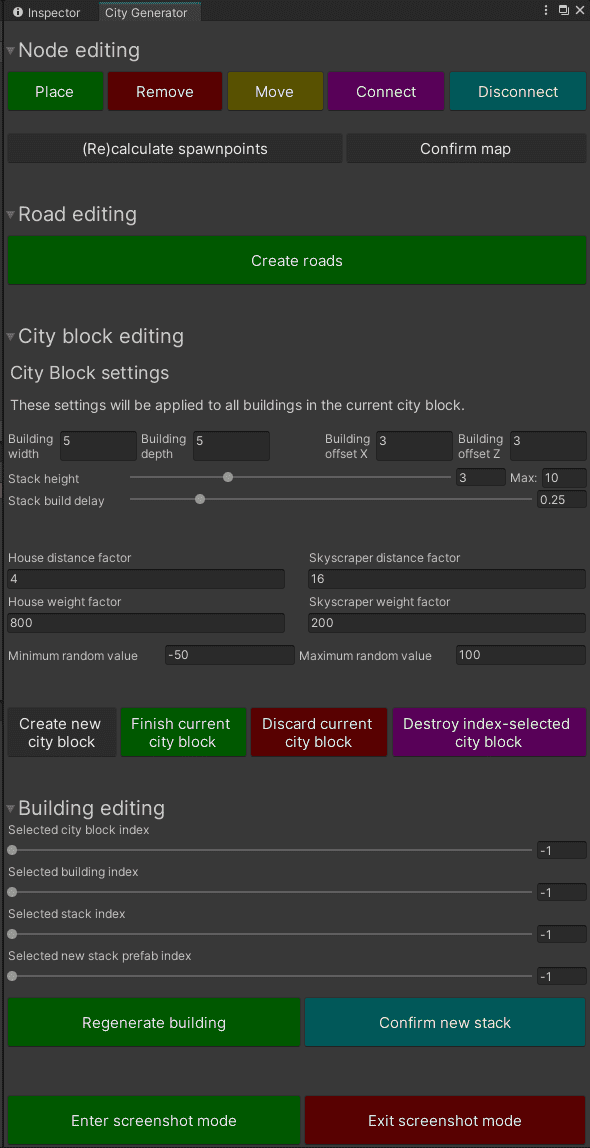 Inspector City Generator
Node editing
Place Remove Move Connect Disconnect
(Re)calculate spawnpoints Confirm map
Road editing
Create roads
City block editing
City Block settings
These settings will be applied to all buildings in the current city block.
Building width 5 Building depth 5 Building offset X 3 Building offset Z 3
Stack height 3 Max: 10
Stack build delay 0.25
House distance factor Skyscraper distance factor
4 16
House weight factor Skyscraper weight factor
800 200
Minimum random value -50 Maximum random value 100
Create new city block Finish current city block Discard current city block Destroy index-selected city block
Building editing
Selected city block index
-1
Selected building index
-1
Selected stack index
-1
Selected new stack prefab index
-1
Regenerate building Confirm new stack
Enter screenshot mode Exit screenshot mode